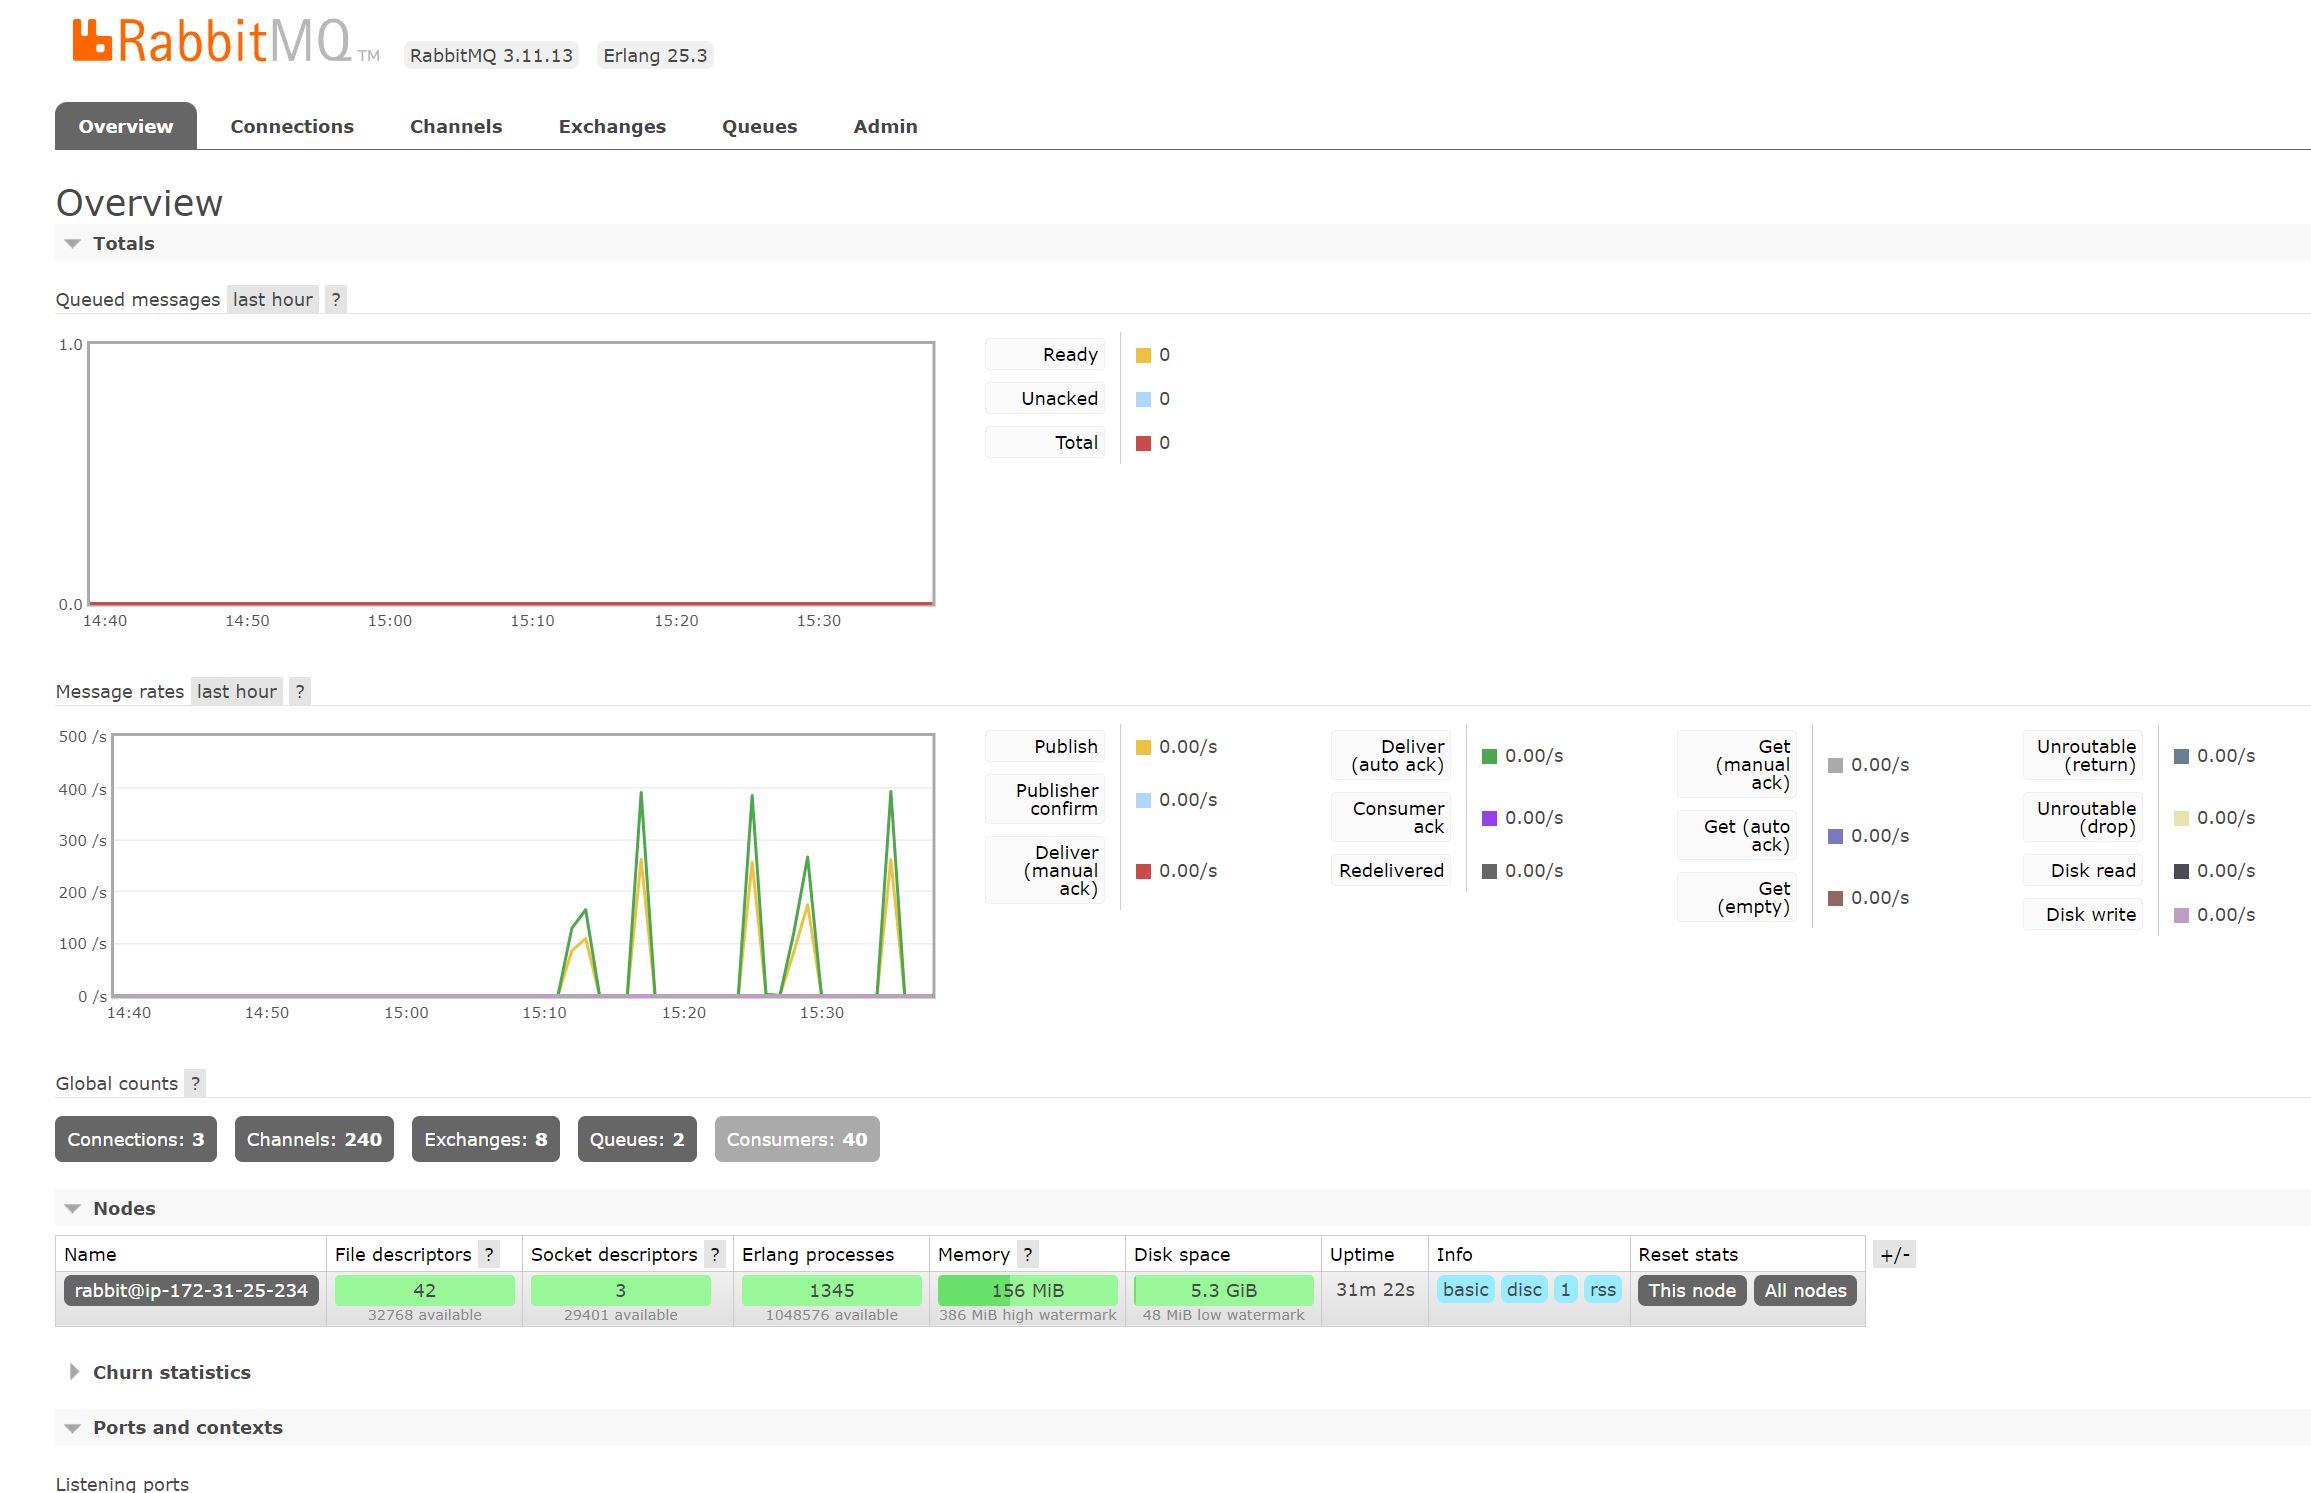 RabbitMQ TM RabbitMQ 3.11.13 Erlang 25.3
Overview Connections Channels Exchanges Queues Admin
Overview
Totals
Queued messages last hour ?
1.0
0.0
14:40 14:50 15:00 15:10 15:20 15:30
Ready 0
Unacked 0
Total 0
Message rates last hour ?
500 /s
400 /s
300 /s
200 /s
100 /s
0 /s
14:40 14:50 15:00 15:10 15:20 15:30
Publish 0.00/s
Publisher
confirm 0.00/s
Deliver
(manual
ack) 0.00/s
Deliver
(auto ack) 0.00/s
Consumer
ack 0.00/s
Redelivered 0.00/s
Get
(manual
ack) 0.00/s
Get (auto
ack) 0.00/s
Get
(empty) 0.00/s
Unroutable
(return) 0.00/s
Unroutable
(drop) 0.00/s
Disk read 0.00/s
Disk write 0.00/s
Global counts ?
Connections: 3 Channels: 240 Exchanges: 8 Queues: 2 Consumers: 40
Nodes
Name File descriptors ? Socket descriptors ? Erlang processes Memory ? Disk space Uptime Info Reset stats +/-
rabbit@ip-172-31-25-234 42 3 1345 156 MiB 5.3 GiB 31m 22s basic disc 1 rss This node All nodes
32768 available 29401 available 1048576 available 386 MiB high watermark 48 MiB low watermark
Churn statistics
Ports and contexts
Listening ports